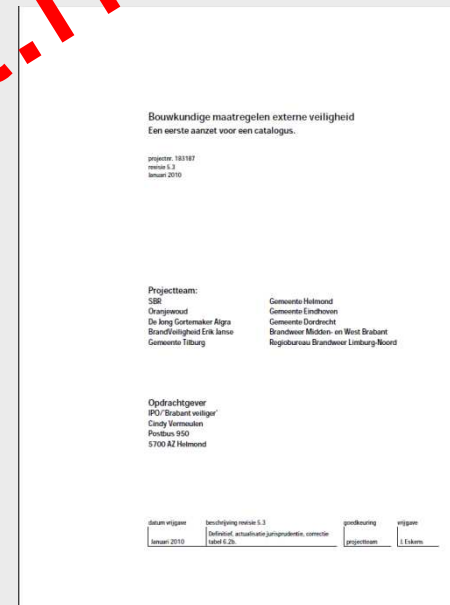 Bouwkundige maatregelen externe veiligheid
Een eerste aanzet voor een catalogus.
projectnr. 183187
revisie 5.3
Januari 2010
Projectteam:
SBR
Oranjewoud
De Jong Gortemaker Algra
BrandVeiligheid Erik Janse
Gemeente Tilburg
Gemeente Helmond
Gemeente Eindhoven
Gemeente Dordrecht
Brandweer Midden- en West Brabant
Regiobureau Brandweer Limburg-Noord
Opdrachtgever
IPO/'Brabant veiliger'
Cindy Vermeulen
Postbus 950
5700 AZ Helmond
datum vrijgave beschrijving revisie 5.3 goedkeuring vrijgave
Januari 2010 Definitief, actualisatie jurisprudentie, correctie tabel 6.2b. projectteam I. Eskens